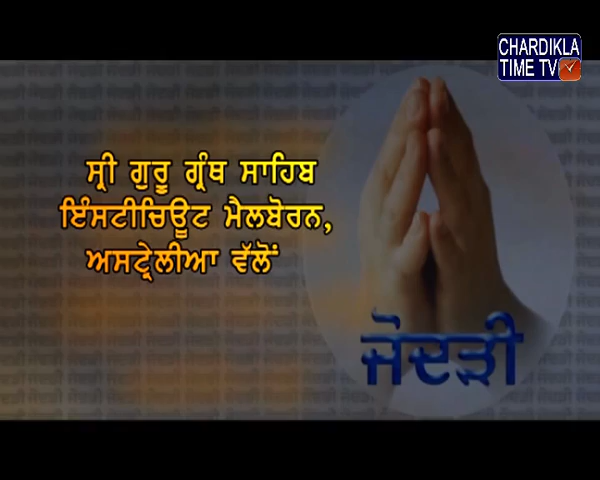 CHARDIKLA
TIME TV
ਸ੍ਰੀ ਗੁਰੂ ਗ੍ਰੰਥ ਸਾਹਿਬ
ਇੰਸਟੀਚਿਊਟ ਮੈਲਬੋਰਨ,
ਅਸਟ੍ਰੇਲੀਆ ਵੱਲੋਂ
ਜੋਦੜੀ